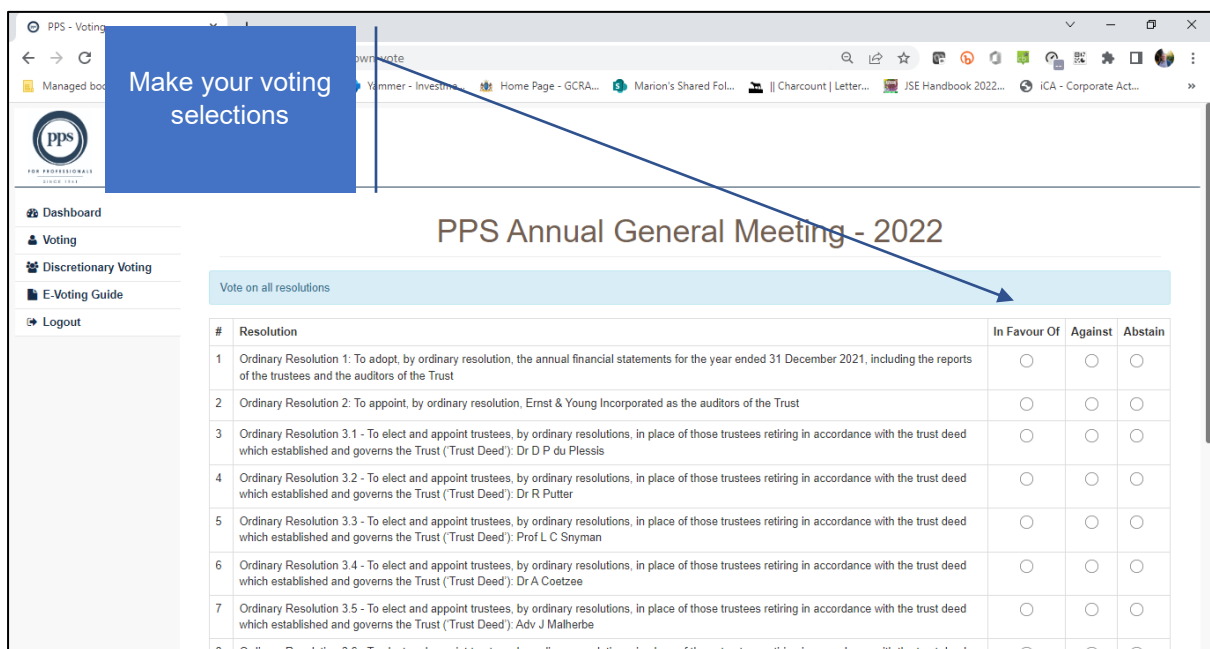 PPS - Voting
own-vote
Make your voting
selections
Managed boo
Yammer - Investme...
Home Page - GCRA...
Marion's Shared Fol...
|| Charcount | Letter...
JSE Handbook 2022...
iCA - Corporate Act...
»
pps
FOR PROFESSIONALS
SINCE 1941
Dashboard
Voting
Discretionary Voting
E-Voting Guide
Logout
PPS Annual General Meeting - 2022
Vote on all resolutions
# Resolution In Favour Of Against Abstain
1 Ordinary Resolution 1: To adopt, by ordinary resolution, the annual financial statements for the year ended 31 December 2021, including the reports
of the trustees and the auditors of the Trust
2 Ordinary Resolution 2: To appoint, by ordinary resolution, Ernst & Young Incorporated as the auditors of the Trust
3 Ordinary Resolution 3.1 - To elect and appoint trustees, by ordinary resolutions, in place of those trustees retiring in accordance with the trust deed
which established and governs the Trust ('Trust Deed'): Dr D P du Plessis
4 Ordinary Resolution 3.2 - To elect and appoint trustees, by ordinary resolutions, in place of those trustees retiring in accordance with the trust deed
which established and governs the Trust ('Trust Deed'): Dr R Putter
5 Ordinary Resolution 3.3 - To elect and appoint trustees, by ordinary resolutions, in place of those trustees retiring in accordance with the trust deed
which established and governs the Trust ('Trust Deed'): Prof L C Snyman
6 Ordinary Resolution 3.4 - To elect and appoint trustees, by ordinary resolutions, in place of those trustees retiring in accordance with the trust deed
which established and governs the Trust ('Trust Deed'): Dr A Coetzee
7 Ordinary Resolution 3.5 - To elect and appoint trustees, by ordinary resolutions, in place of those trustees retiring in accordance with the trust deed
which established and governs the Trust ('Trust Deed'): Adv J Malherbe